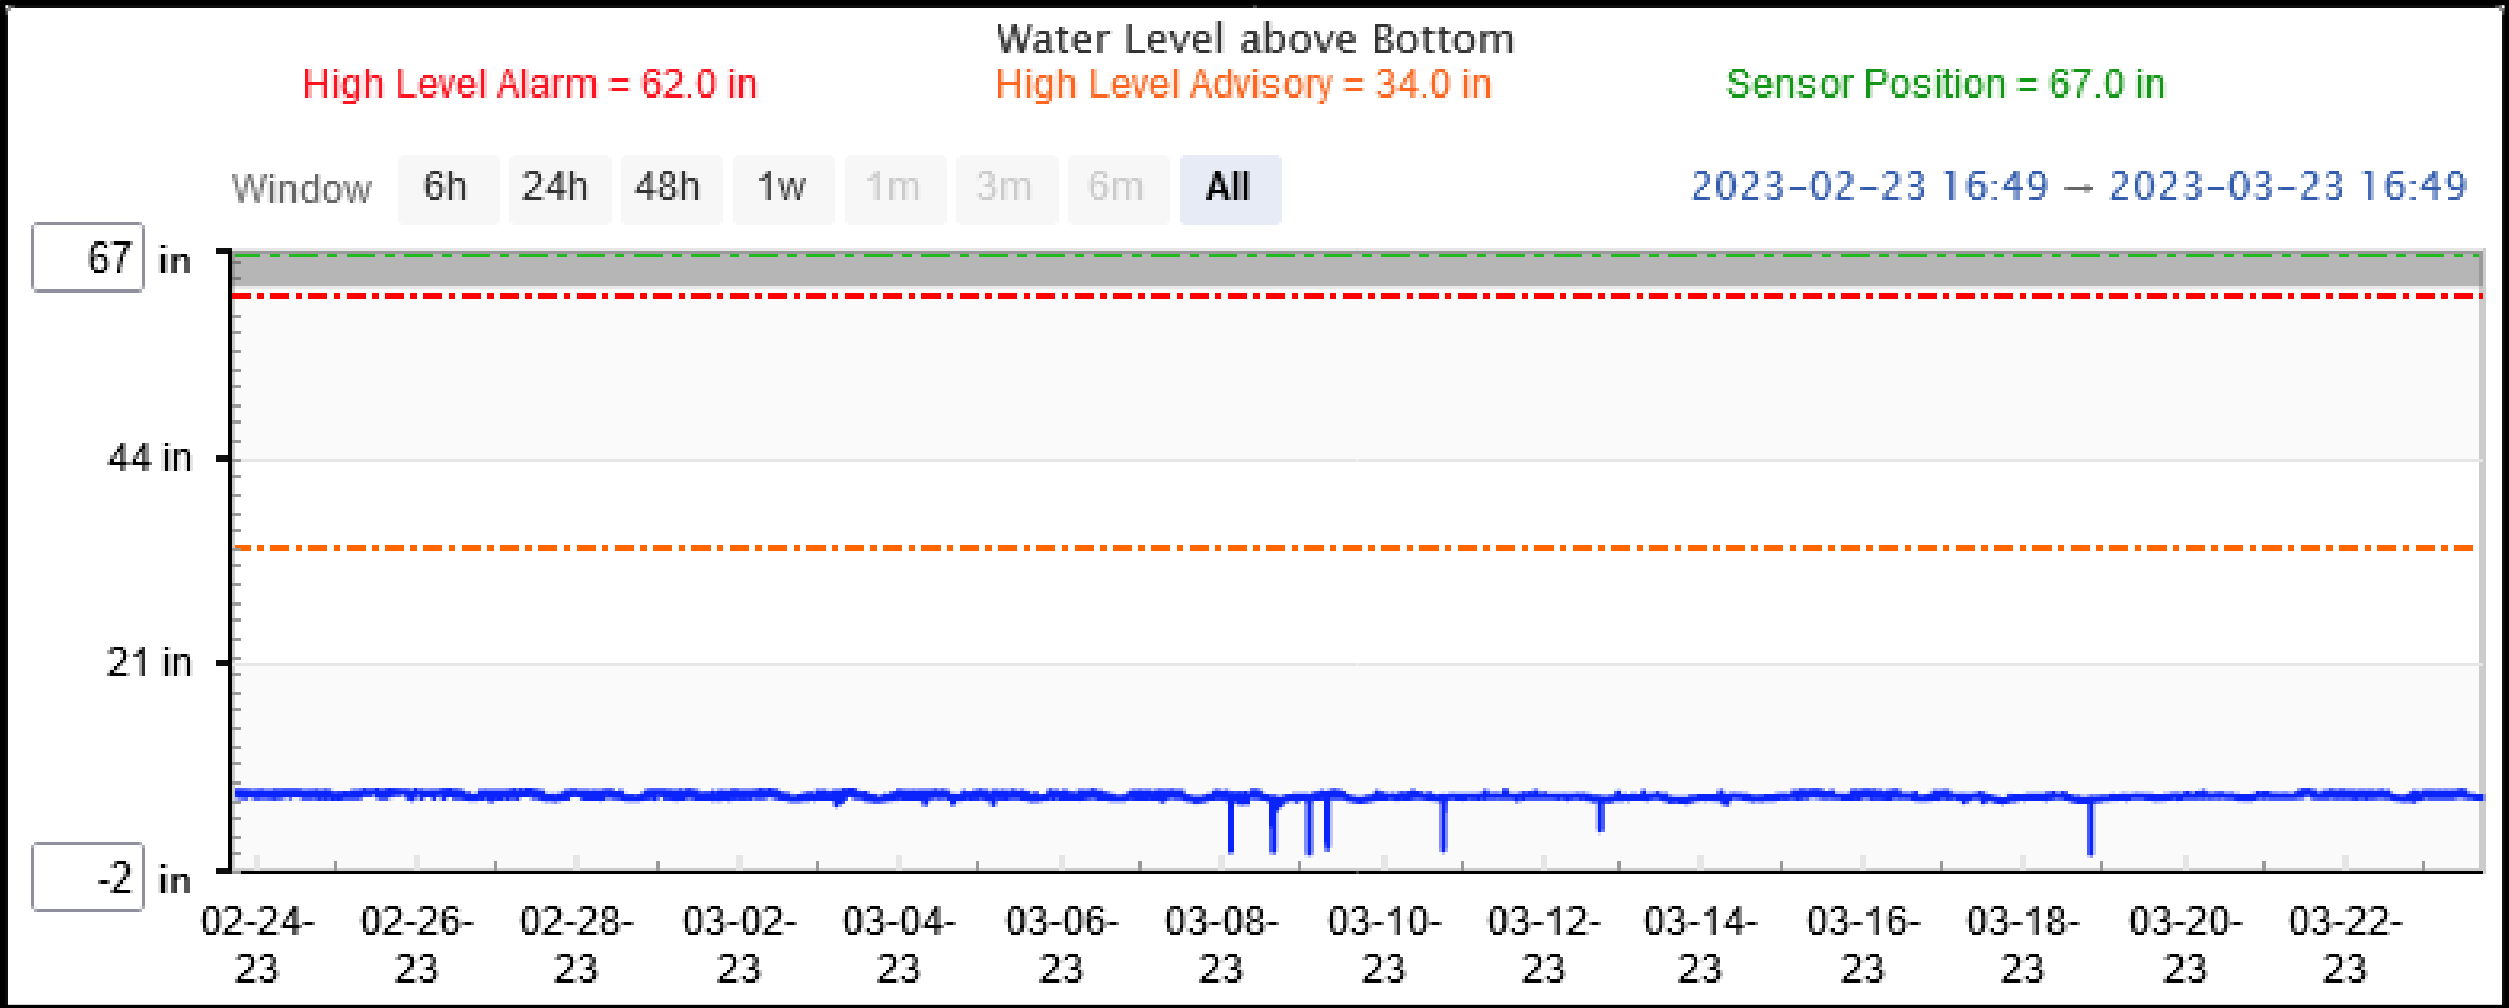 Water Level above Bottom
High Level Alarm = 62.0 in High Level Advisory = 34.0 in Sensor Position = 67.0 in
Window 6h 24h 48h 1w 1m 3m 6m All 2023-02-23 16:49 → 2023-03-23 16:49
67 in
44 in
21 in
-2 in
02-24-23 02-26-23 02-28-23 03-02-23 03-04-23 03-06-23 03-08-23 03-10-23 03-12-23 03-14-23 03-16-23 03-18-23 03-20-23 03-22-23